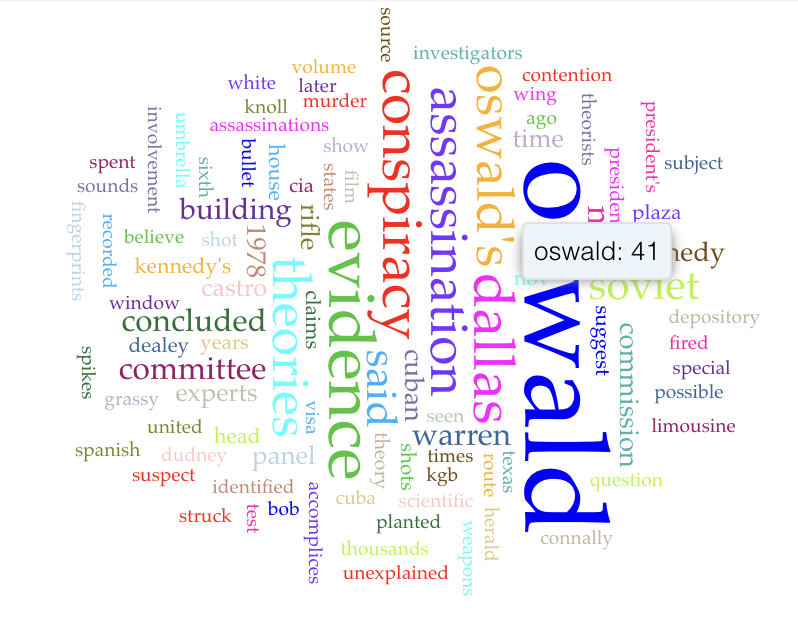 source
investigators
volume
white
later
contention
knoll
murder
wing
assassinations
ago
time
theorists
president's
involvement
umbrella
bullet
house
show
conspiracy
assassination
oswald's
oswald
spent
sixth
cia
states
film
subject
sounds
building
rifle
plaza
fingerprints
recorded
believe
shot
1978
evidence
oswald: 41
kennedy's
castro
theories
claims
dallas
soviet
window
concluded
depository
dealey
years
said
cuban
suggest
commission
fired
spikes
committee
special
grassy
experts
visa
seen
possible
united
head
warren
limousine
spanish
dudney
panel
theory
shots
times
route
texas
suspect
kgb
question
identified
accomplices
cuba
scientific
struck
test
bob
planted
herald
weapons
connally
thousands
unexplained